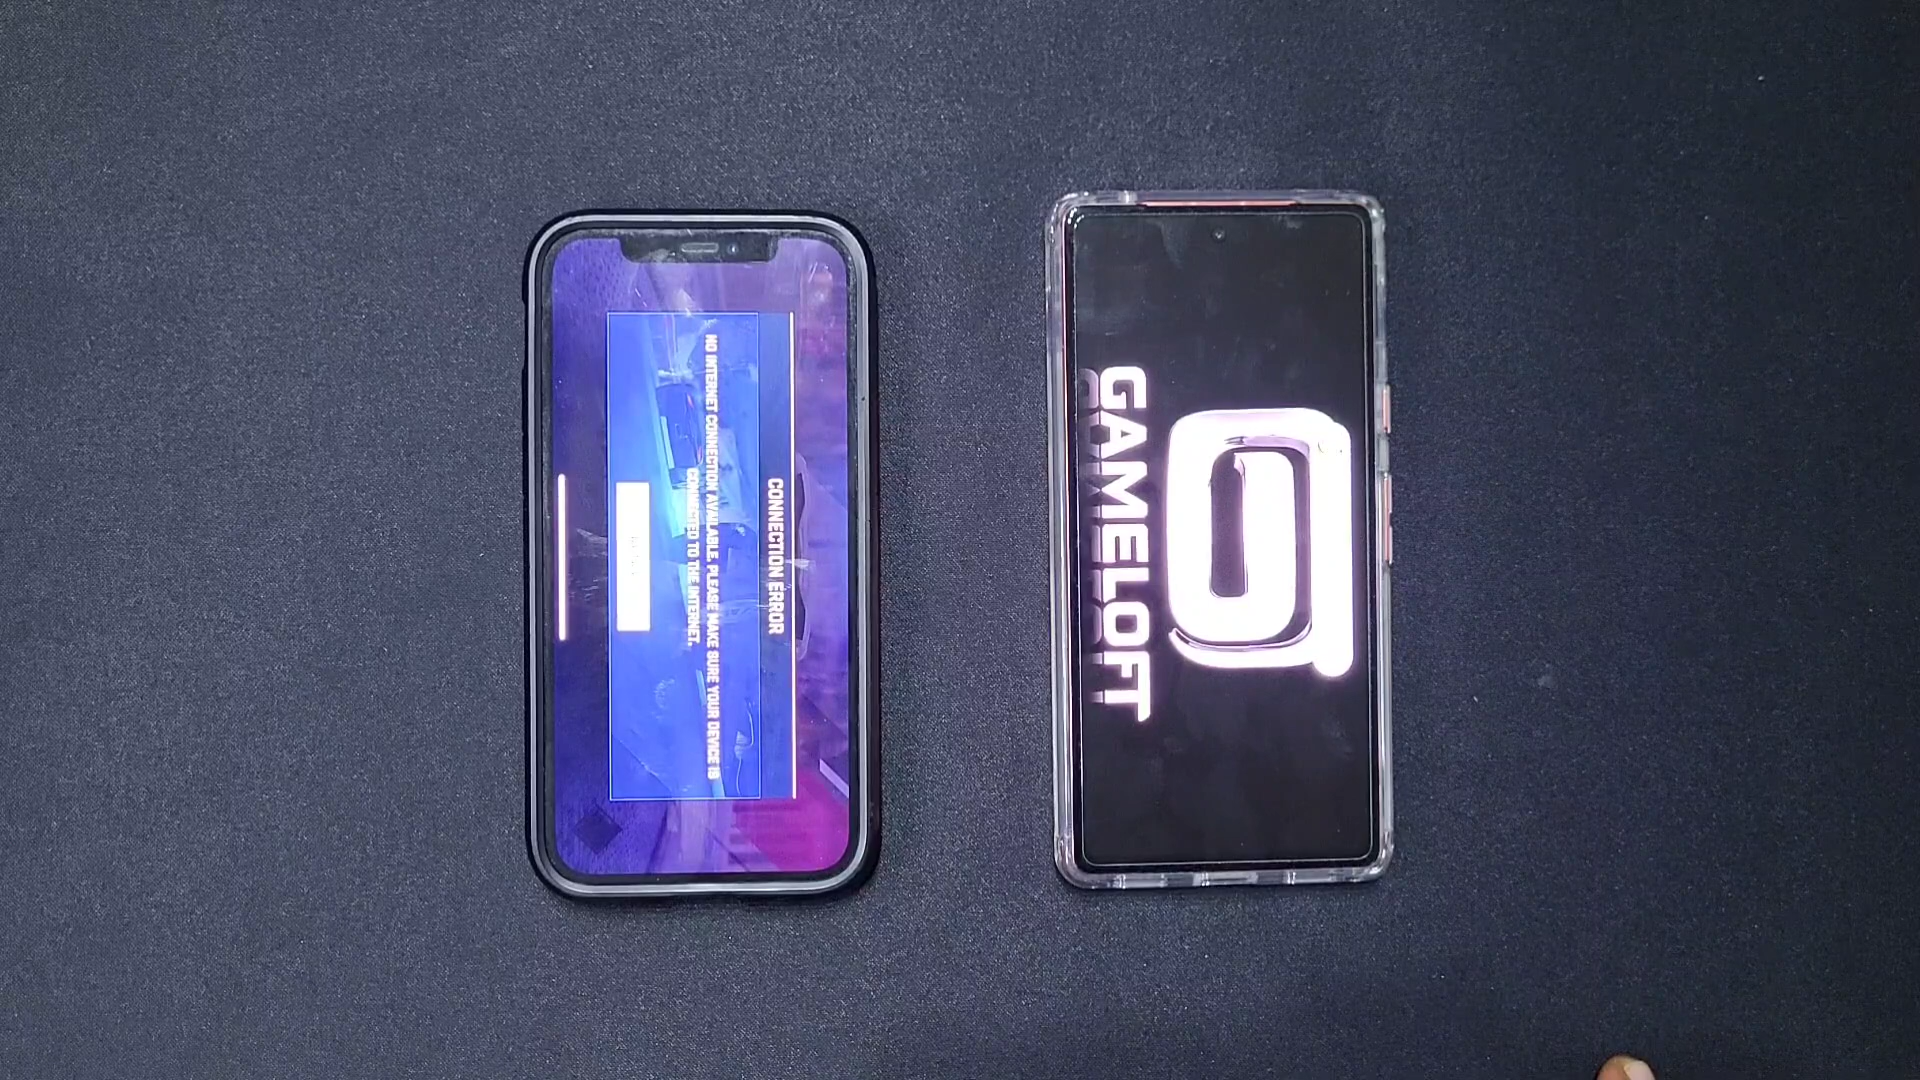 CONNECTION ERROR
NO INTERNET CONNECTION AVAILABLE. PLEASE MAKE SURE YOUR DEVICE IS
CONNECTED TO THE INTERNET.
GAMELOFT